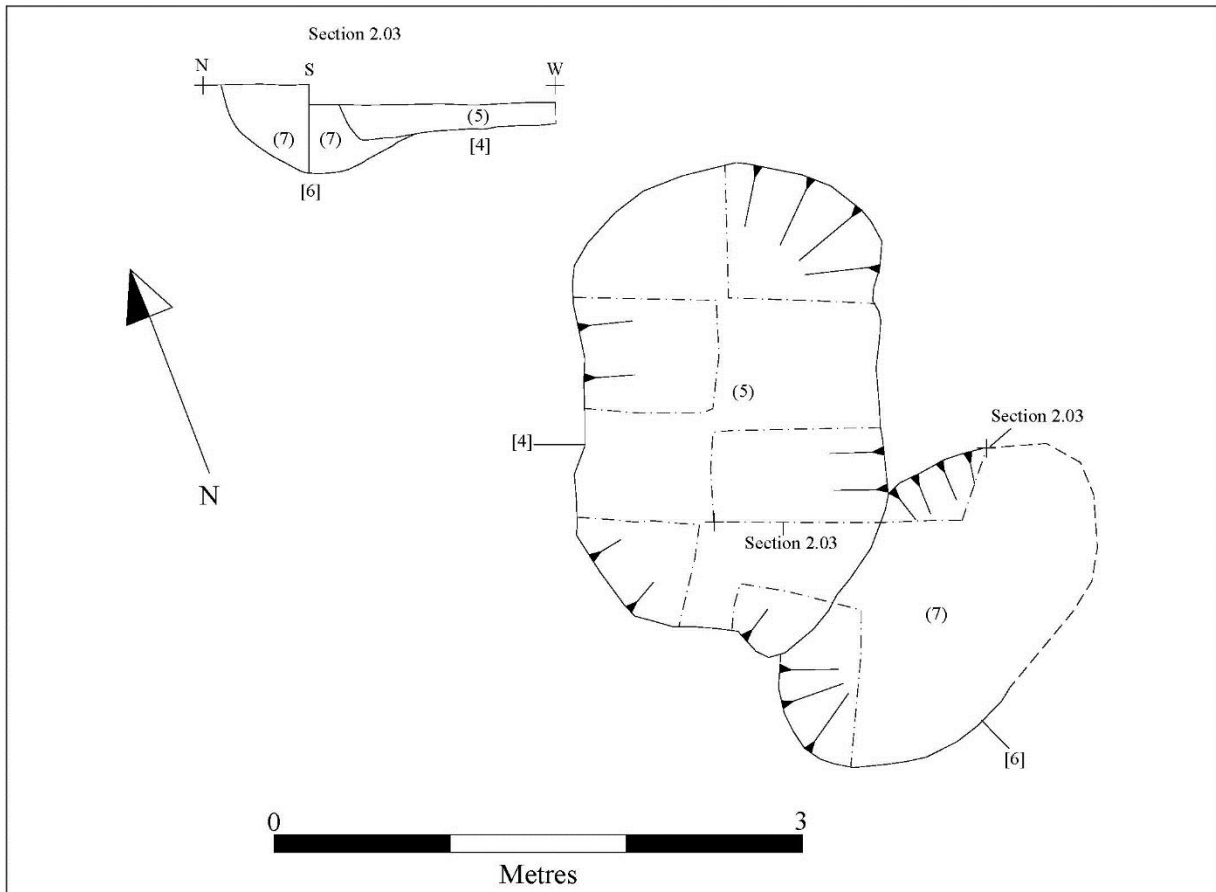 Section 2.03
N S W
(5)
(7) (7)
[4]
[6]
(5)
Section 2.03
[4]
N
Section 2.03
(7)
[6]
0 3
Metres